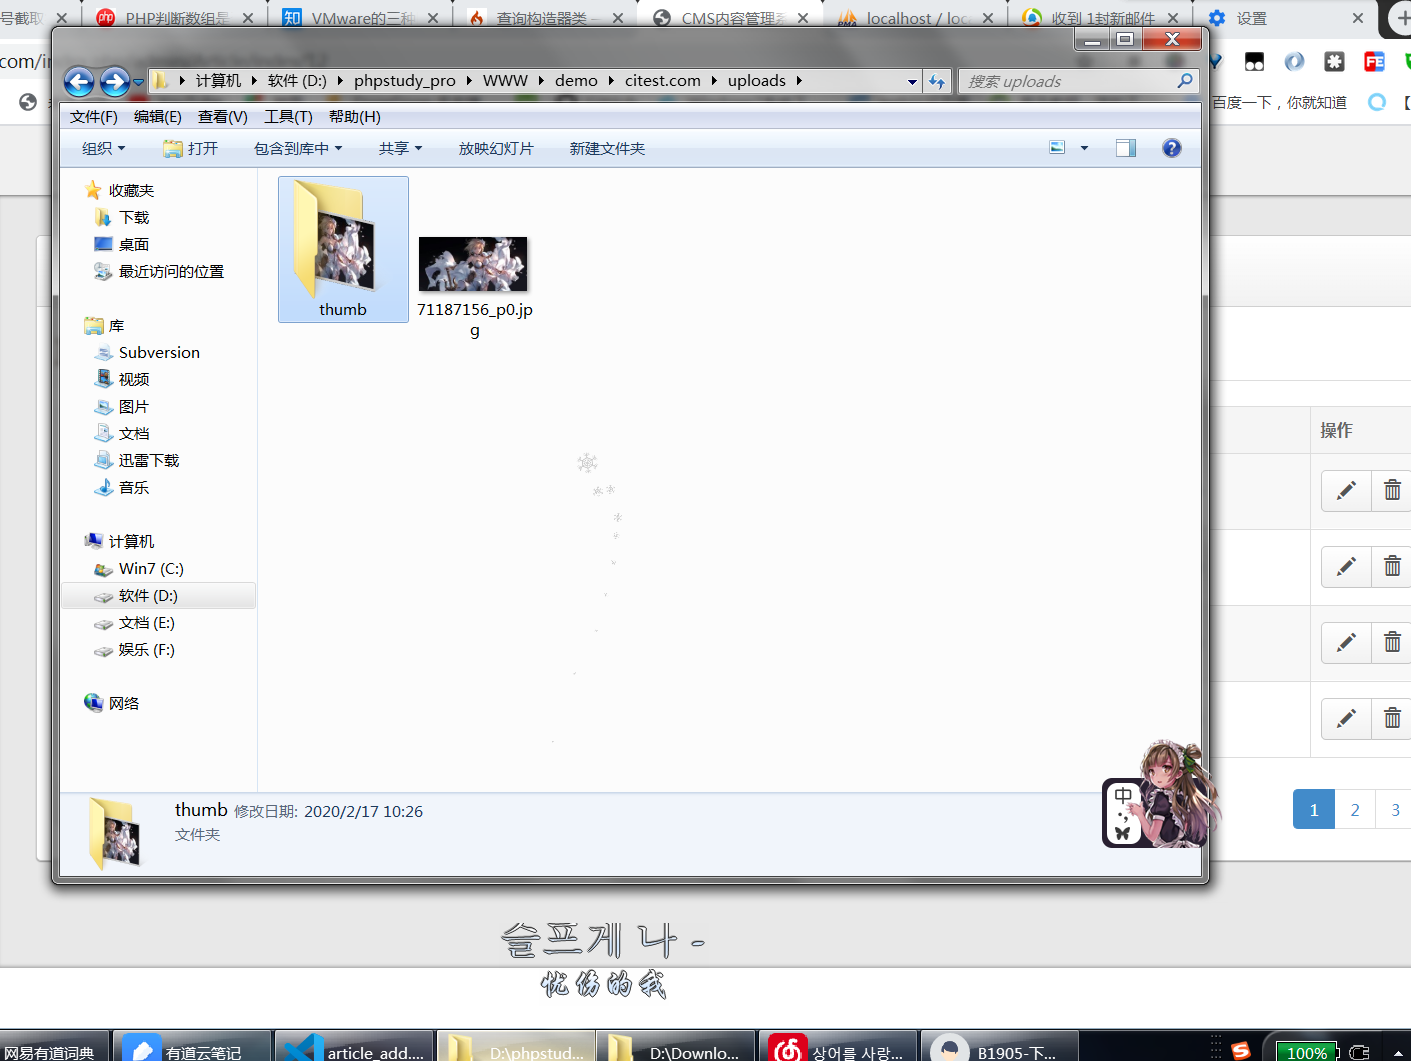 号截取
PHP判断数组是
VMware的三种
查询构造器类 –
CMS内容管理系
localhost / loca
收到 1封新邮件
设置
com/in
计算机
软件 (D:)
phpstudy_pro
WWW
demo
citest.com
uploads
搜索 uploads
百度一下，你就知道
文件(F)
编辑(E)
查看(V)
工具(T)
帮助(H)
组织
打开
包含到库中
共享
放映幻灯片
新建文件夹
收藏夹
下载
桌面
最近访问的位置
库
Subversion
视频
图片
文档
迅雷下载
音乐
计算机
Win7 (C:)
软件 (D:)
文档 (E:)
娱乐 (F:)
网络
thumb
71187156_p0.jp
g
操作
1
2
3
中
thumb 修改日期: 2020/2/17 10:26
文件夹
슬프게 나 -
忧伤的我
网易有道词典
有道云笔记
article_add....
D:\phpstud...
D:\Downlo...
상어를 사랑...
B1905-下...
100%